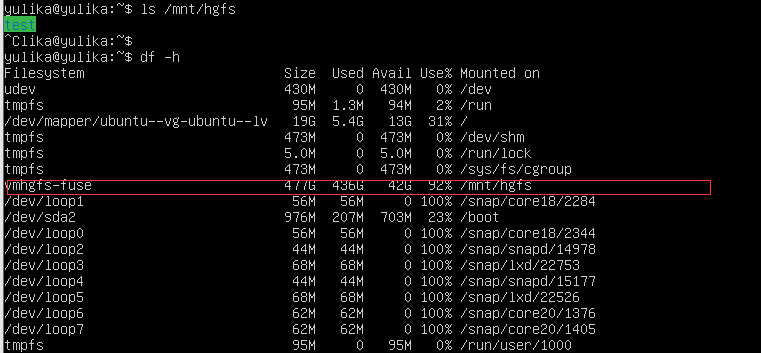 yulika@yulika:~$ ls /mnt/hgfs
test
^Clika@yulika:~$
yulika@yulika:~$ df -h
Filesystem Size Used Avail Use% Mounted on
udev 430M 0 430M 0% /dev
tmpfs 95M 1.3M 94M 2% /run
/dev/mapper/ubuntu--vg-ubuntu--lv 19G 5.4G 13G 31% /
tmpfs 473M 0 473M 0% /dev/shm
tmpfs 5.0M 0 5.0M 0% /run/lock
tmpfs 473M 0 473M 0% /sys/fs/cgroup
vmhgfs-fuse 477G 436G 42G 92% /mnt/hgfs
/dev/loop1 56M 56M 0 100% /snap/core18/2284
/dev/sda2 976M 207M 703M 23% /boot
/dev/loop0 56M 56M 0 100% /snap/core18/2344
/dev/loop2 44M 44M 0 100% /snap/snapd/14978
/dev/loop3 68M 68M 0 100% /snap/lxd/22753
/dev/loop4 44M 44M 0 100% /snap/snapd/15177
/dev/loop5 68M 68M 0 100% /snap/lxd/22526
/dev/loop6 62M 62M 0 100% /snap/core20/1376
/dev/loop7 62M 62M 0 100% /snap/core20/1405
tmpfs 95M 0 95M 0% /run/user/1000